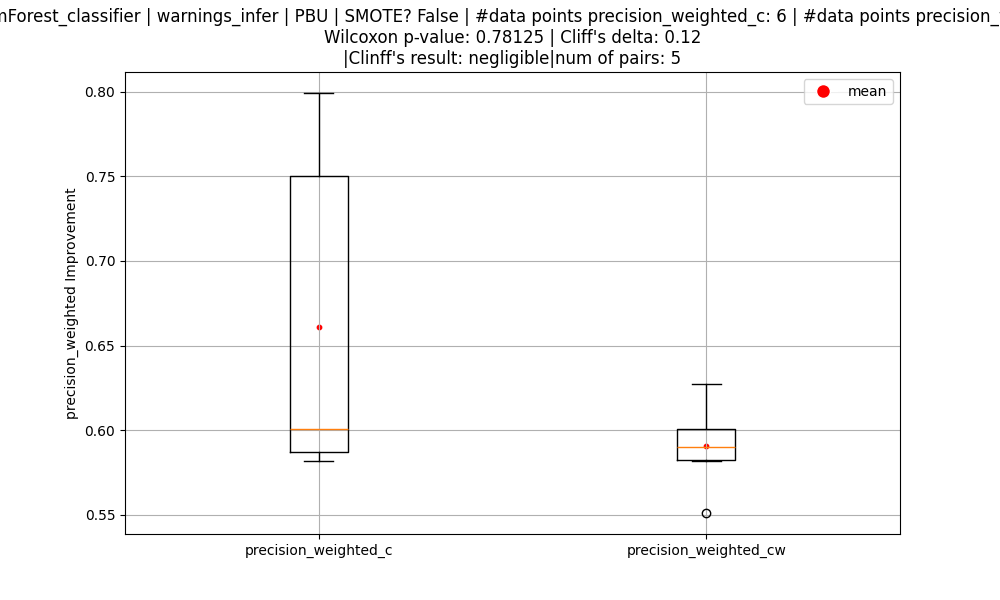 mForest_classifier | warnings_infer | PBU | SMOTE? False | #data points precision_weighted_c: 6 | #data points
Wilcoxon p-value: 0.78125 | Cliff's delta: 0.12
|Clinff's result: negligible|num of pairs: 5
mean
0.80
0.75
0.70
0.65
0.60
0.55
precision_weighted Improvement
precision_weighted_c
precision_weighted_cw